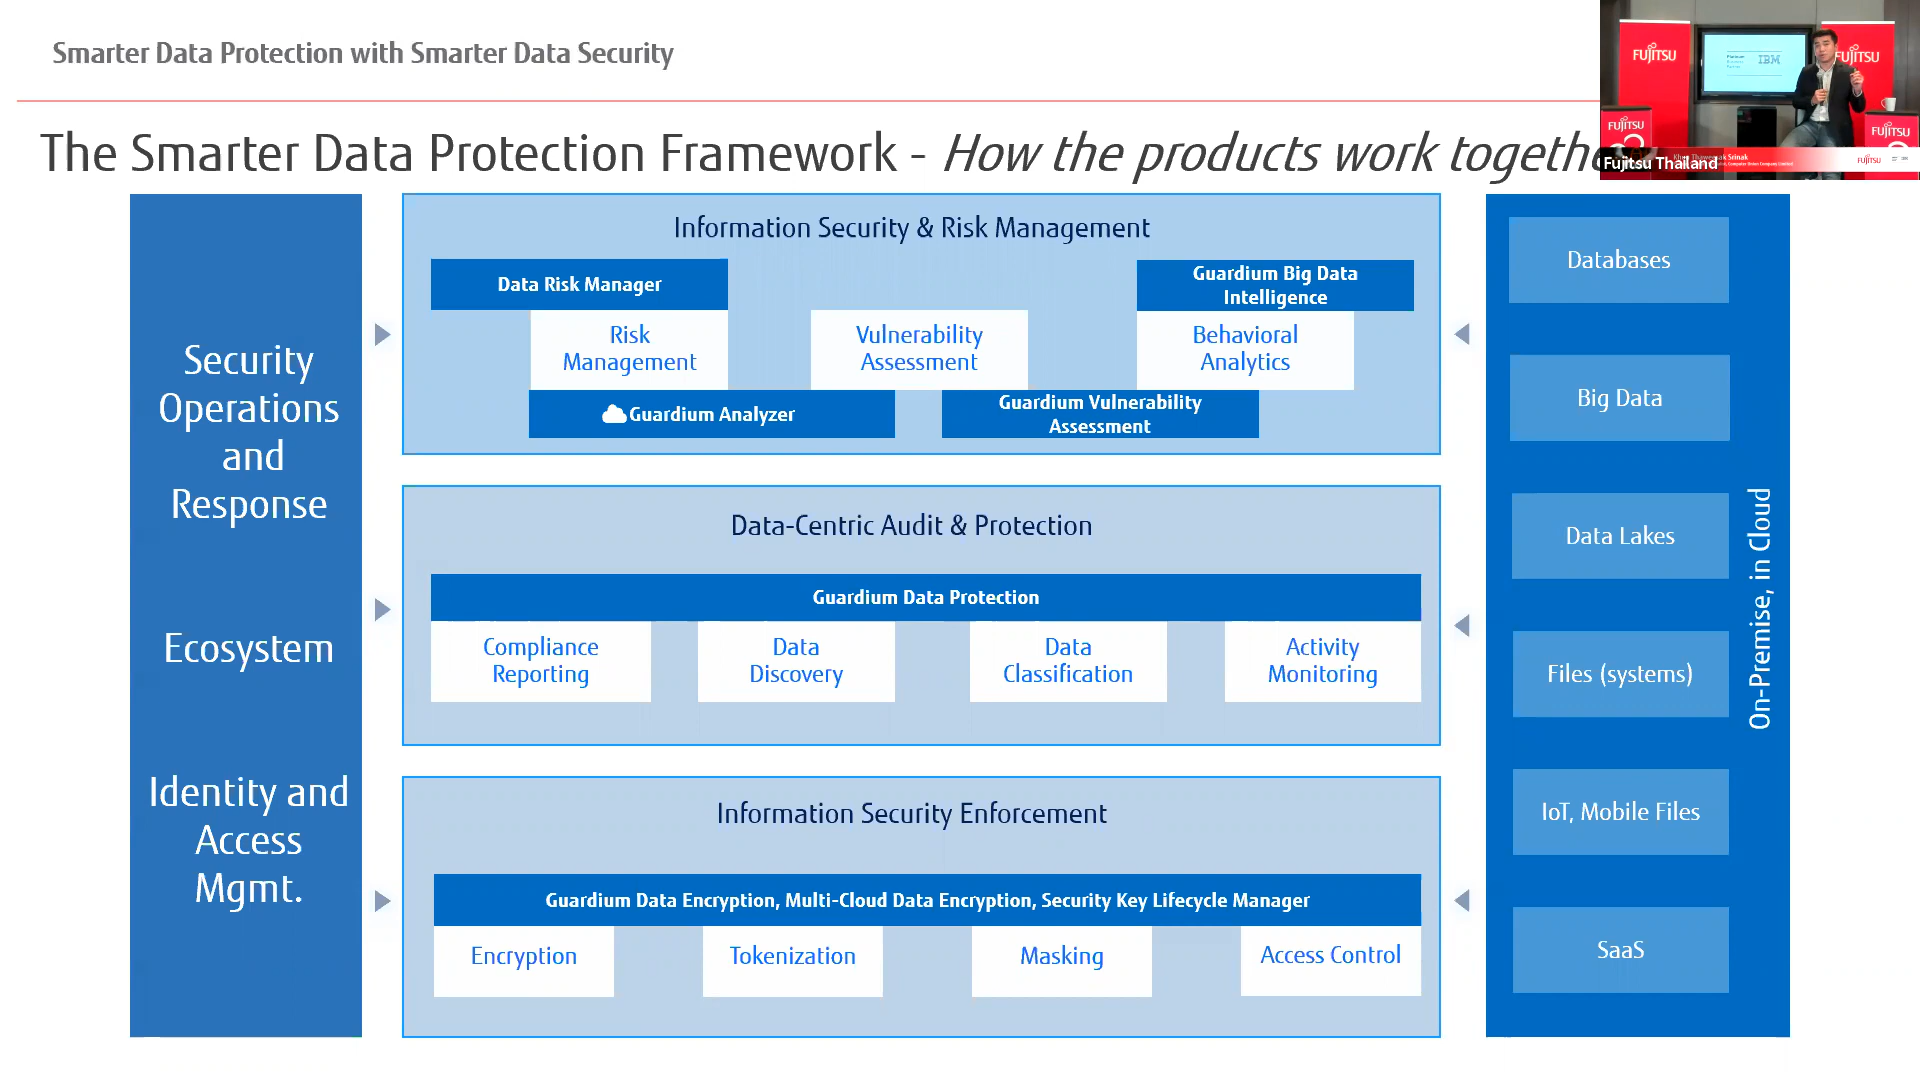 Smarter Data Protection with Smarter Data Security
The Smarter Data Protection Framework - How the products work togethe
FUJITSU
IBM
FUJITSU
FUJITSU
FUJITSU
Fujitsu Thailand
FUJITSU
Security
Operations
and
Response
Ecosystem
Identity and
Access
Mgmt.
Information Security & Risk Management
Data Risk Manager
Guardium Big Data
Intelligence
Risk
Management
Vulnerability
Assessment
Behavioral
Analytics
Guardium Analyzer
Guardium Vulnerability
Assessment
Data-Centric Audit & Protection
Guardium Data Protection
Compliance
Reporting
Data
Discovery
Data
Classification
Activity
Monitoring
Information Security Enforcement
Guardium Data Encryption, Multi-Cloud Data Encryption, Security Key Lifecycle Manager
Encryption
Tokenization
Masking
Access Control
Databases
Big Data
Data Lakes
Files (systems)
IoT, Mobile Files
SaaS
On-Premise, in Cloud